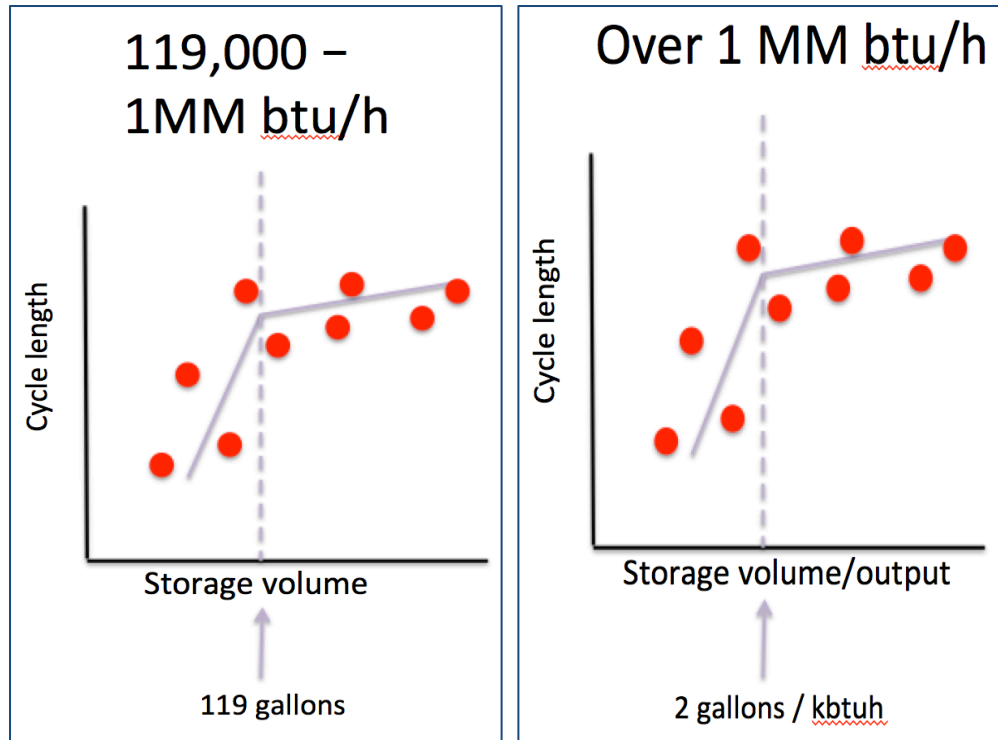 119,000 –
1MM btu/h
Cycle length
Storage volume
119 gallons
Over 1 MM btu/h
Cycle length
Storage volume/output
2 gallons / kbtuh